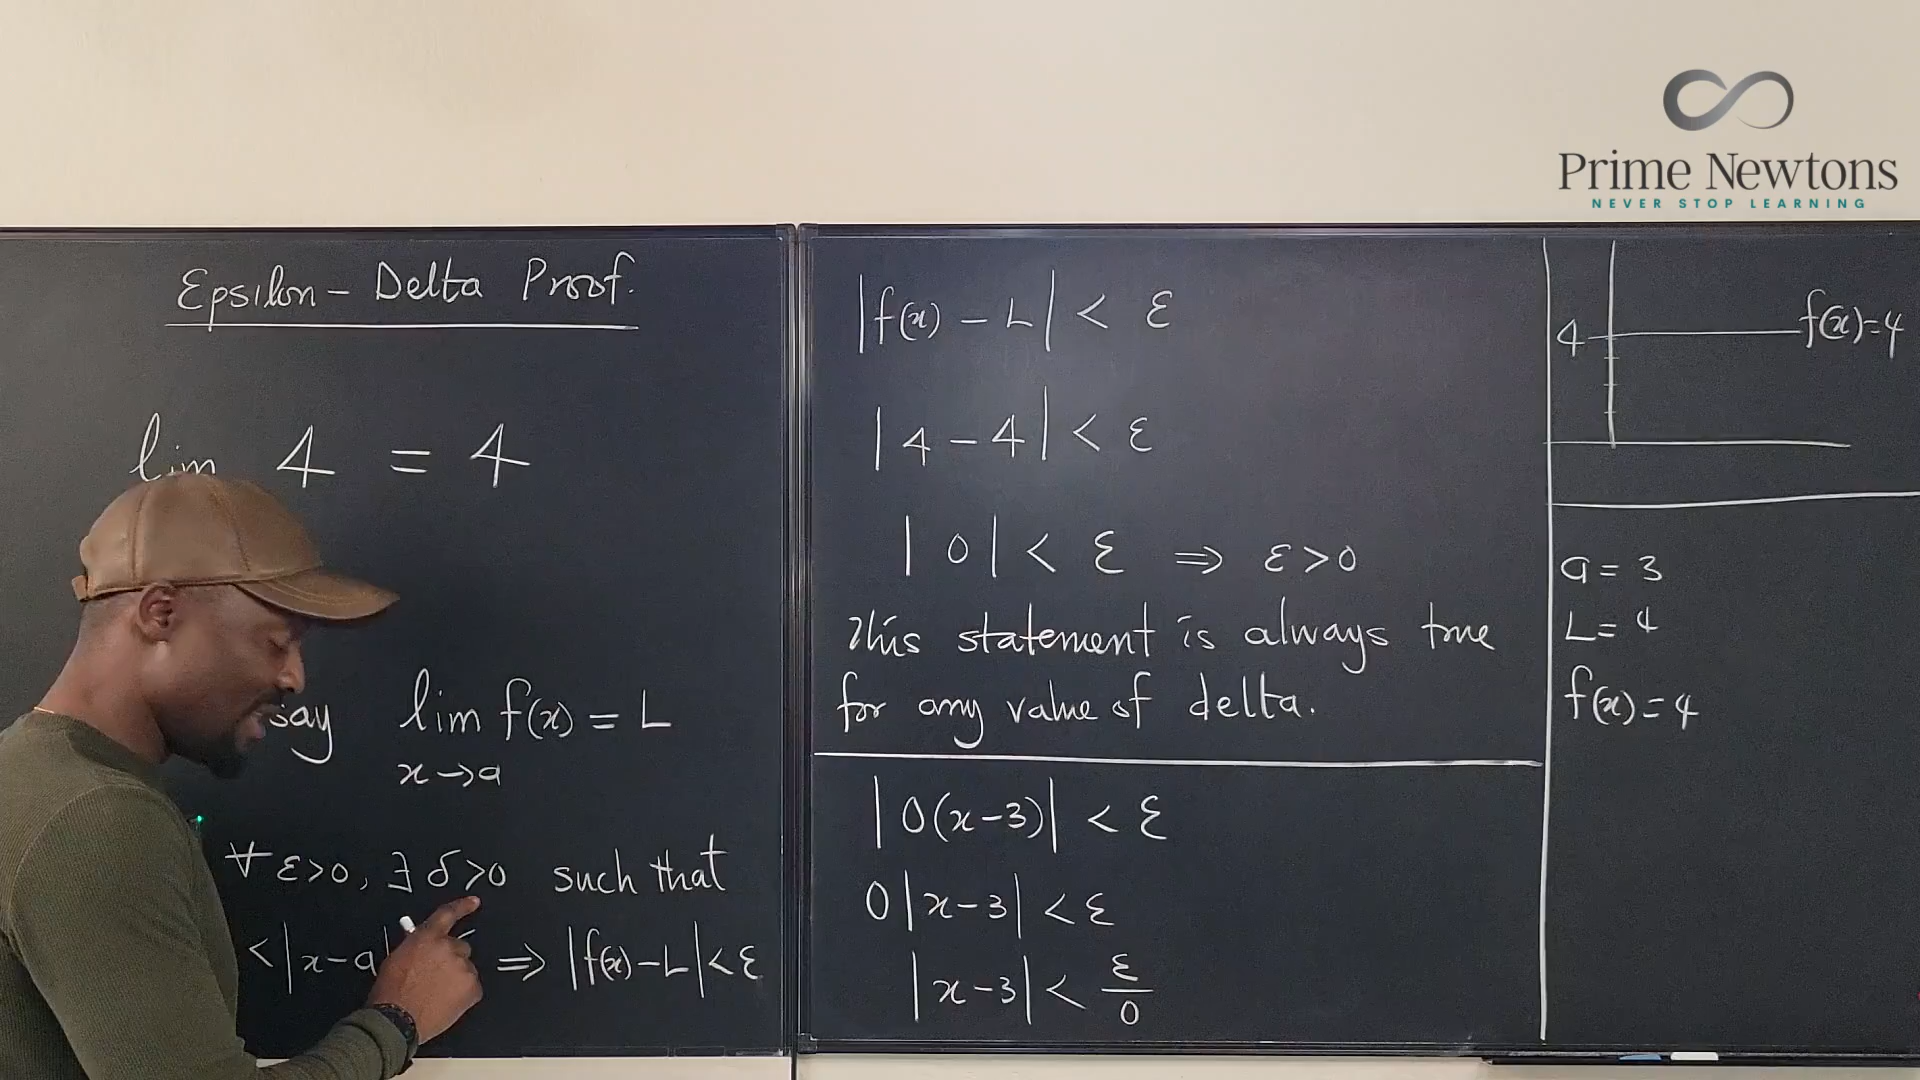 Prime Newtons
NEVER STOP LEARNING
Epsilon - Delta Proof.
lim 4 = 4
say lim f(x) = L
x→a
∀ ε>0, ∃ δ>0 such that
<|x-a| ⇒ |f(x)-L|<ε
|f(x) - L| < ε
|4 - 4| < ε
|0| < ε ⇒ ε>0
This statement is always true
for any value of delta.
|0(x-3)| < ε
0|x-3| < ε
|x-3| < ε/0
4 f(x)=4
a = 3
L = 4
f(x)=4